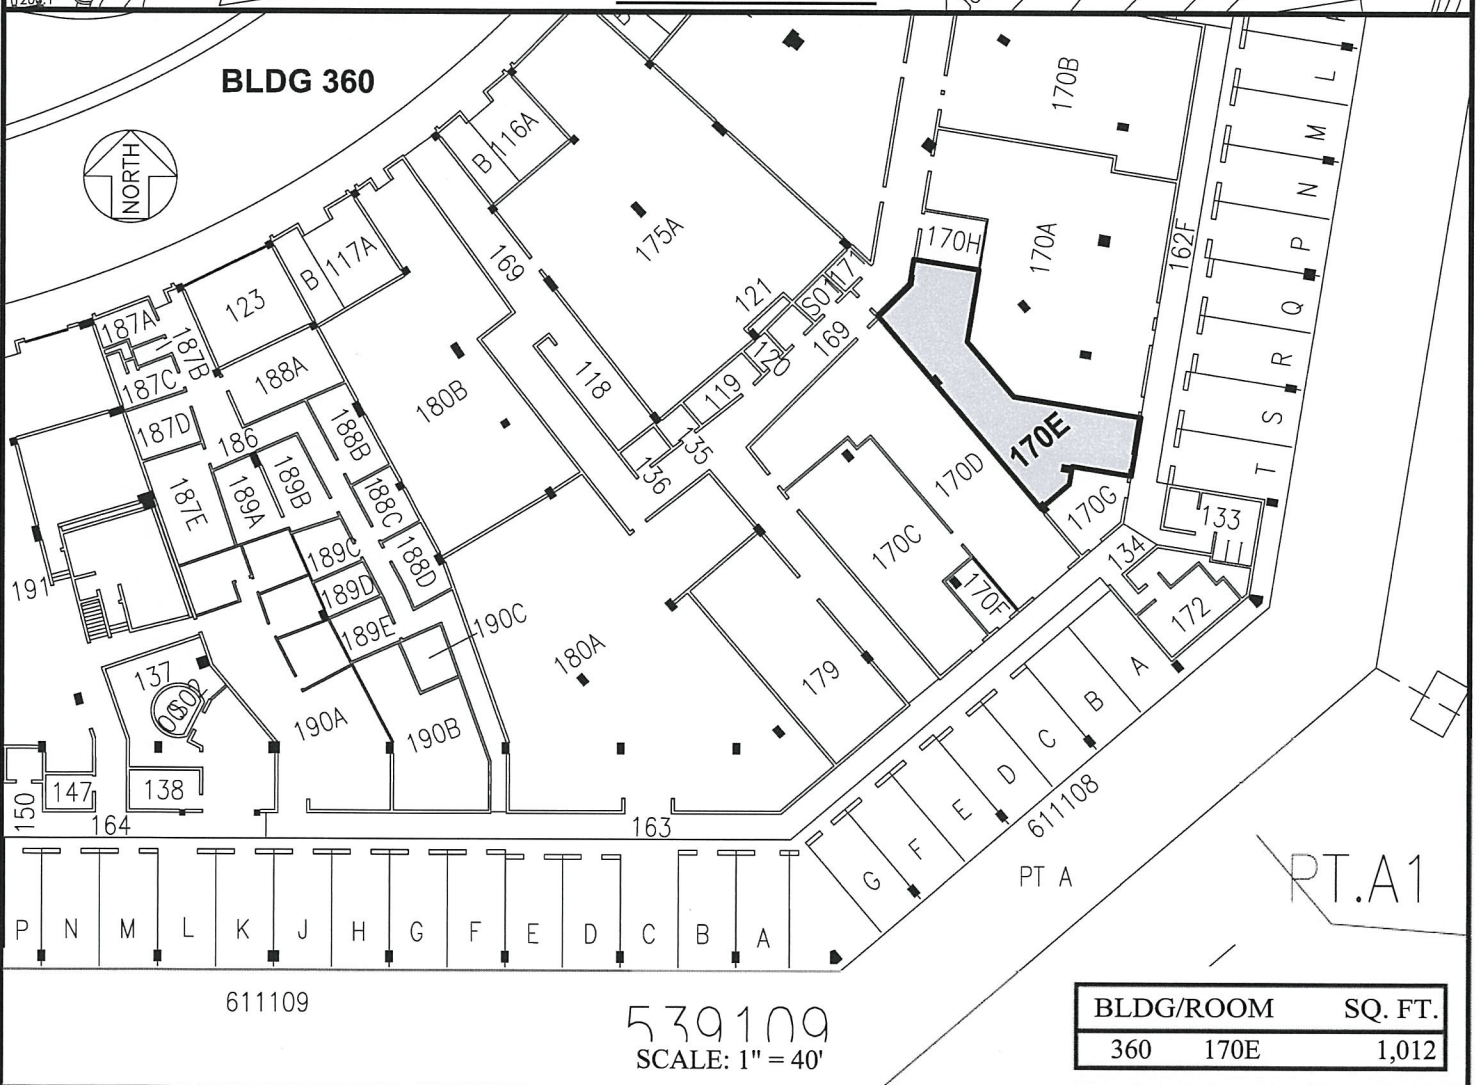 BLDG 360
NORTH
B
116A
B
170B
L
M
N
P
Q
R
S
T
117A
B
123
187A
187B
187C
187D
187E
186
188A
188B
188C
188D
189A
189B
189C
189D
189E
180B
169
175A
118
119
120
121
S01
171
169
135
136
170H
170A
162F
170E
170D
170C
170F
170G
134
133
172
191
137
138
147
150
164
190A
190B
190C
180A
179
163
A
B
C
D
E
F
G
611108
PT A
PT.A1
P N M L K J H G F E D C B A
611109
539109
SCALE: 1" = 40'
BLDG/ROOM SQ. FT.
360 170E 1,012